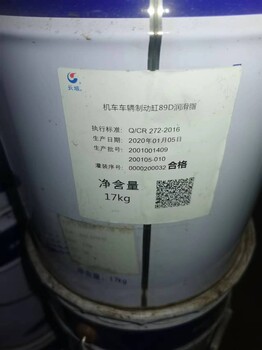 长城
机车车辆制动缸89D润滑脂
执行标准: Q/CR 272-2016
生产日期: 2020年01月05日
生产批号: 2001001409
200105-010
灌装序号: 0000200032 合格
净含量
17kg
17kg